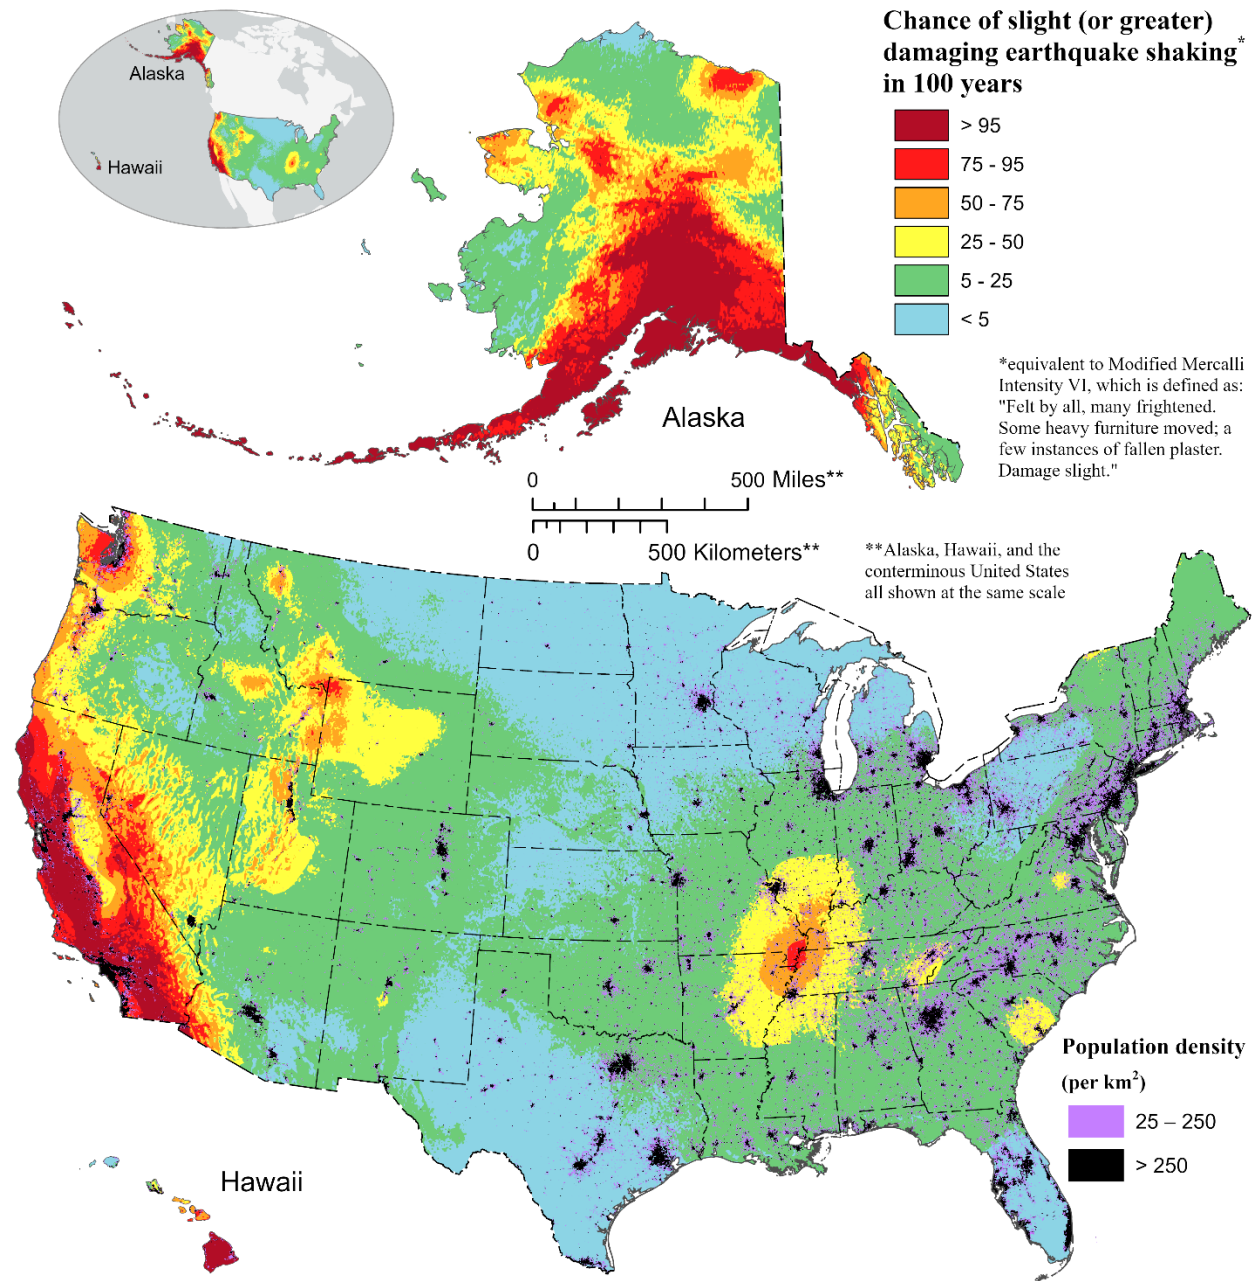 Alaska
Hawaii
Chance of slight (or greater)
damaging earthquake shaking*
in 100 years
> 95
75 - 95
50 - 75
25 - 50
5 - 25
< 5
*equivalent to Modified Mercalli
Intensity VI, which is defined as:
"Felt by all, many frightened.
Some heavy furniture moved; a
few instances of fallen plaster.
Damage slight."
Alaska
0 500 Miles**
0 500 Kilometers**
**Alaska, Hawaii, and the
conterminous United States
all shown at the same scale
Population density
(per km²)
25 – 250
> 250
Hawaii